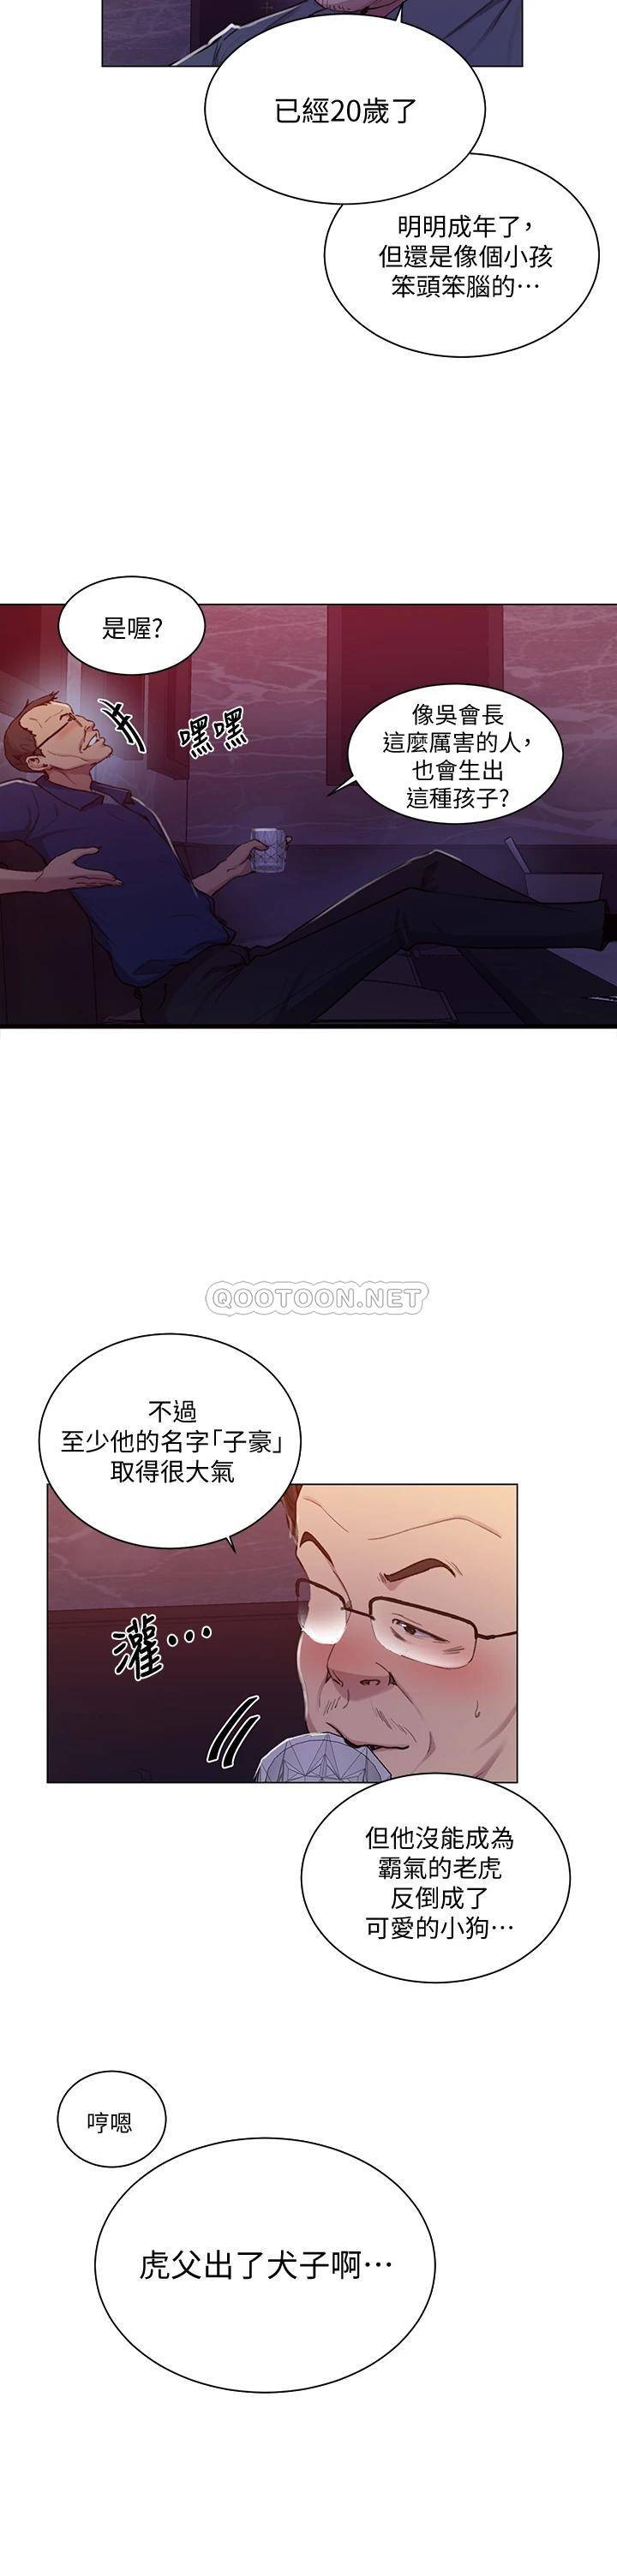 已經20歲了
明明成年了，
但還是像個小孩
笨頭笨腦的…
是喔?
嘿嘿
像吳會長
這麼厲害的人，
也會生出
這種孩子?
QOOTOON.NET
不過
至少他的名字「子豪」
取得很大氣
灌…
但他沒能成為
霸氣的老虎
反倒成了
可愛的小狗…
哼嗯
虎父出了犬子啊…